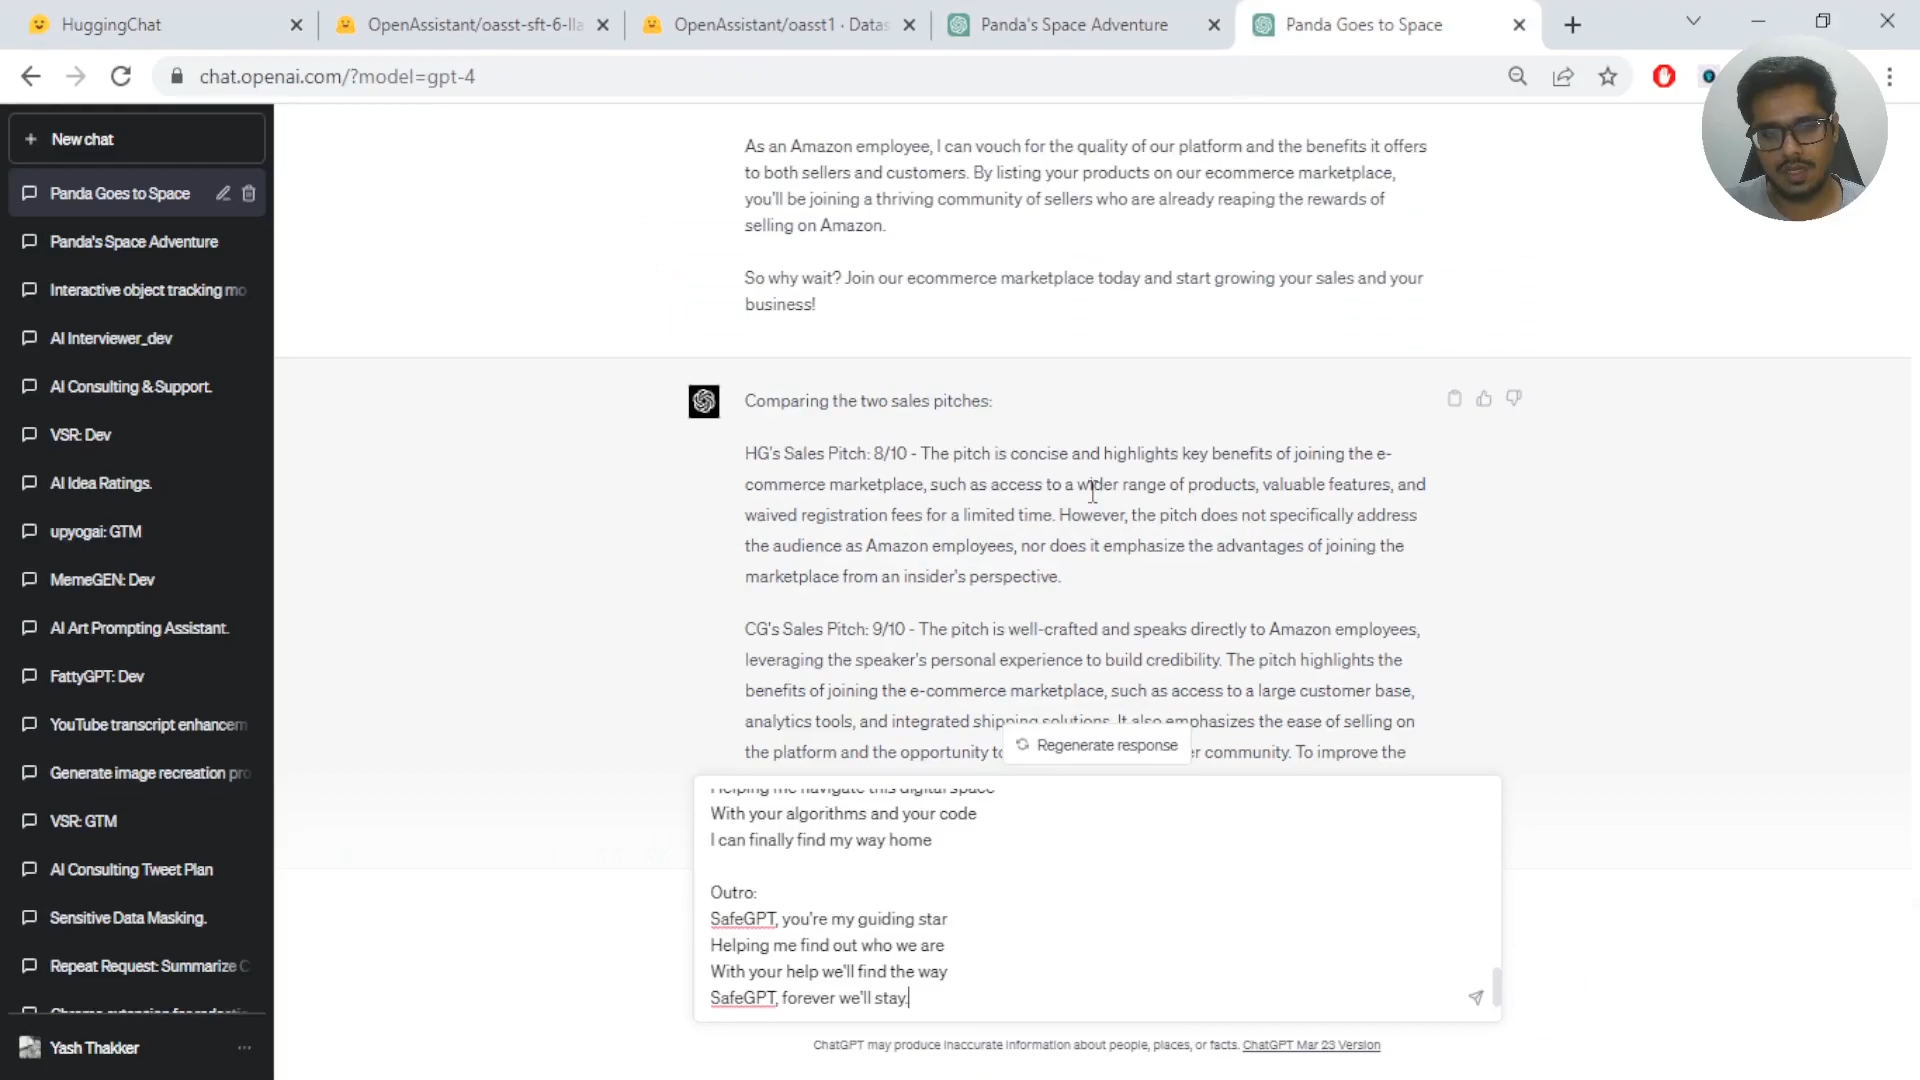 HuggingChat
OpenAssistant/oasst-sft-6-lla
OpenAssistant/oasst1 · Datas
Panda's Space Adventure
Panda Goes to Space
chat.openai.com/?model=gpt-4
New chat
Panda Goes to Space
Panda's Space Adventure
Interactive object tracking mo
AI Interviewer_dev
AI Consulting & Support.
VSR: Dev
AI Idea Ratings.
upyogai: GTM
MemeGEN: Dev
AI Art Prompting Assistant.
FattyGPT: Dev
YouTube transcript enhancem
Generate image recreation pro
VSR: GTM
AI Consulting Tweet Plan
Sensitive Data Masking.
Repeat Request: Summarize C
Yash Thakker
As an Amazon employee, I can vouch for the quality of our platform and the benefits it offers
to both sellers and customers. By listing your products on our ecommerce marketplace,
you'll be joining a thriving community of sellers who are already reaping the rewards of
selling on Amazon.
So why wait? Join our ecommerce marketplace today and start growing your sales and your
business!
Comparing the two sales pitches:
HG's Sales Pitch: 8/10 - The pitch is concise and highlights key benefits of joining the e-
commerce marketplace, such as access to a wider range of products, valuable features, and
waived registration fees for a limited time. However, the pitch does not specifically address
the audience as Amazon employees, nor does it emphasize the advantages of joining the
marketplace from an insider's perspective.
CG's Sales Pitch: 9/10 - The pitch is well-crafted and speaks directly to Amazon employees,
leveraging the speaker's personal experience to build credibility. The pitch highlights the
benefits of joining the e-commerce marketplace, such as access to a large customer base,
analytics tools, and integrated shipping solutions. It also emphasizes the ease of selling on
the platform and the opportunity to er community. To improve the
Regenerate response
Helping me navigate this digital space
With your algorithms and your code
I can finally find my way home
Outro:
SafeGPT, you're my guiding star
Helping me find out who we are
With your help we'll find the way
SafeGPT, forever we'll stay.
ChatGPT may produce inaccurate information about people, places, or facts. ChatGPT Mar 23 Version